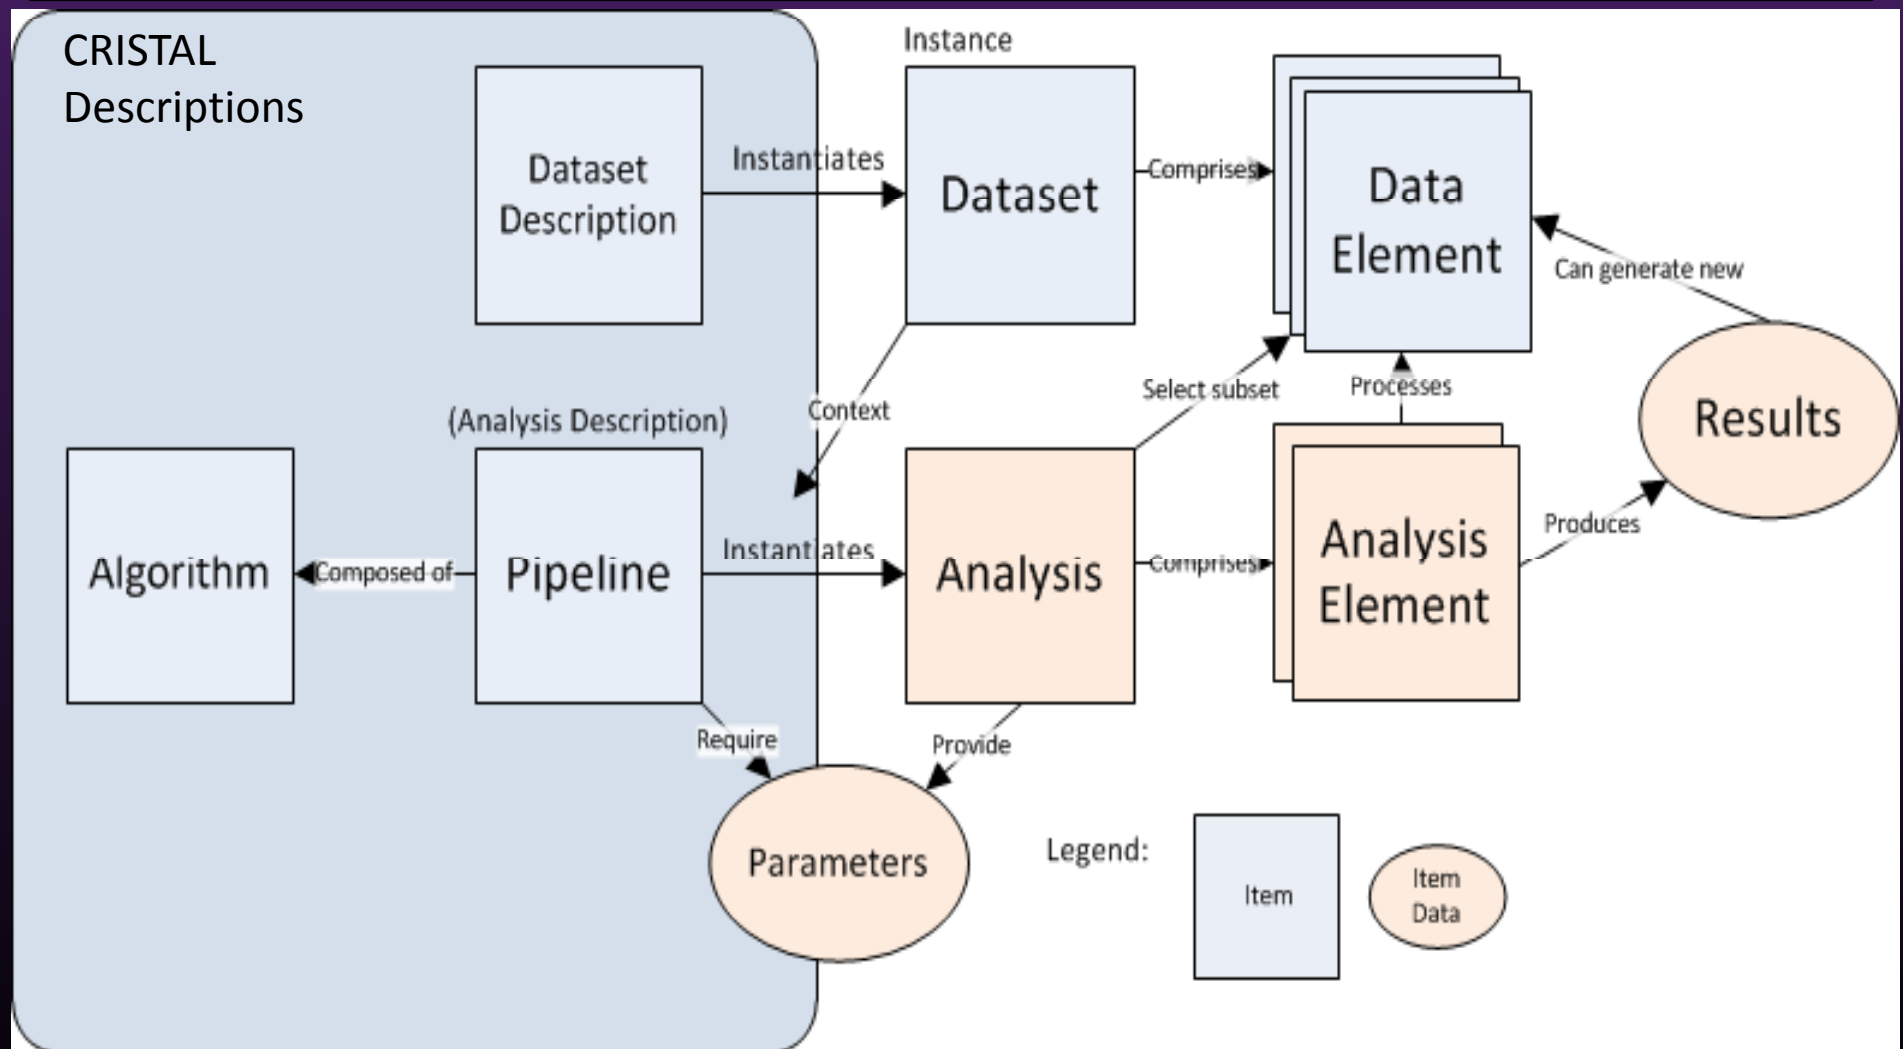 CRISTAL
Descriptions
Instance
Dataset
Description
Instantiates
Dataset
Comprises
Data
Element
Can generate new
Context
Select subset
Processes
Results
(Analysis Description)
Algorithm
Composed of
Pipeline
Instantiates
Analysis
Comprises
Analysis
Element
Produces
Require
Provide
Parameters
Legend:
Item
Item
Data